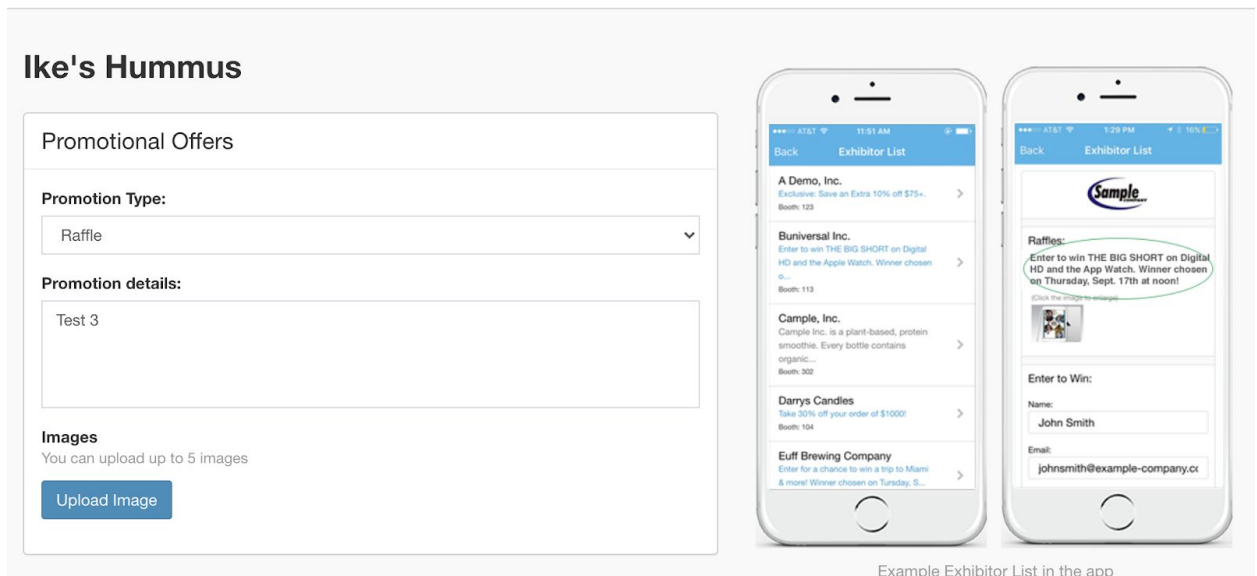 Ike's Hummus
Promotional Offers
Promotion Type:
Raffle
Promotion details:
Test 3
Images
You can upload up to 5 images
Upload Image
AT&T 11:51 AM
Back Exhibitor List
A Demo, Inc.
Exclusive: Save an Extra 10% off $75+.
Booth: 123
Buniversal Inc.
Enter to win THE BIG SHORT on Digital
HD and the Apple Watch. Winner chosen
o...
Booth: 113
Cample, Inc.
Cample Inc. is a plant-based, protein
smoothie. Every bottle contains
organic...
Booth: 302
Darrys Candles
Take 30% off your order of $1000!
Booth: 104
Euff Brewing Company
Enter for a chance to win a trip to Miami
& more! Winner chosen on Tursday, S...
AT&T 1:29 PM 16%
Back Exhibitor List
Sample
COMPANY
Raffles:
Enter to win THE BIG SHORT on Digital
HD and the App Watch. Winner chosen
on Thursday, Sept. 17th at noon!
(Click the image to enlarge)
Enter to Win:
Name:
John Smith
Email:
johnsmith@example-company.cc
Example Exhibitor List in the app